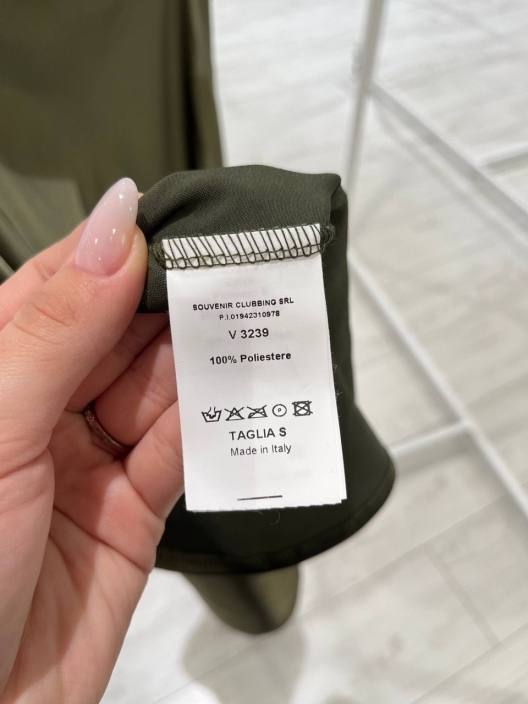 SOUVENIR CLUBBING SRL
P.I.01942310978
V 3239
100% Poliestere
TAGLIA S
Made in Italy